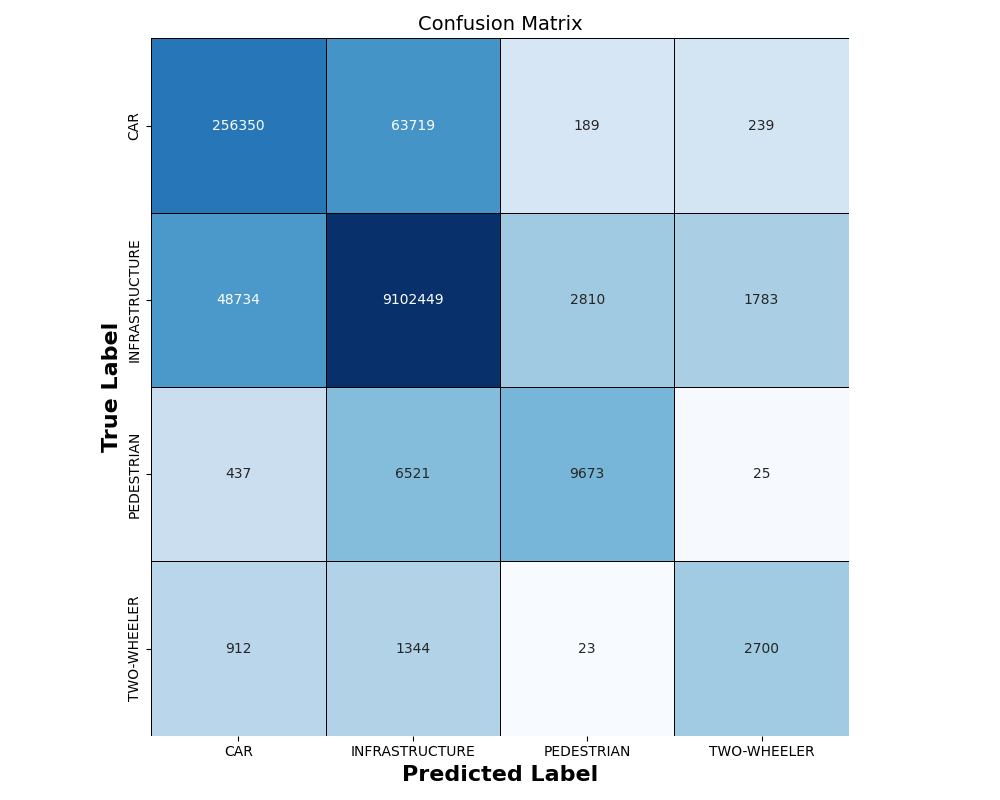 Confusion Matrix
CAR
256350 63719 189 239
INFRASTRUCTURE
48734 9102449 2810 1783
True Label
PEDESTRIAN
437 6521 9673 25
TWO-WHEELER
912 1344 23 2700
CAR INFRASTRUCTURE PEDESTRIAN TWO-WHEELER
Predicted Label